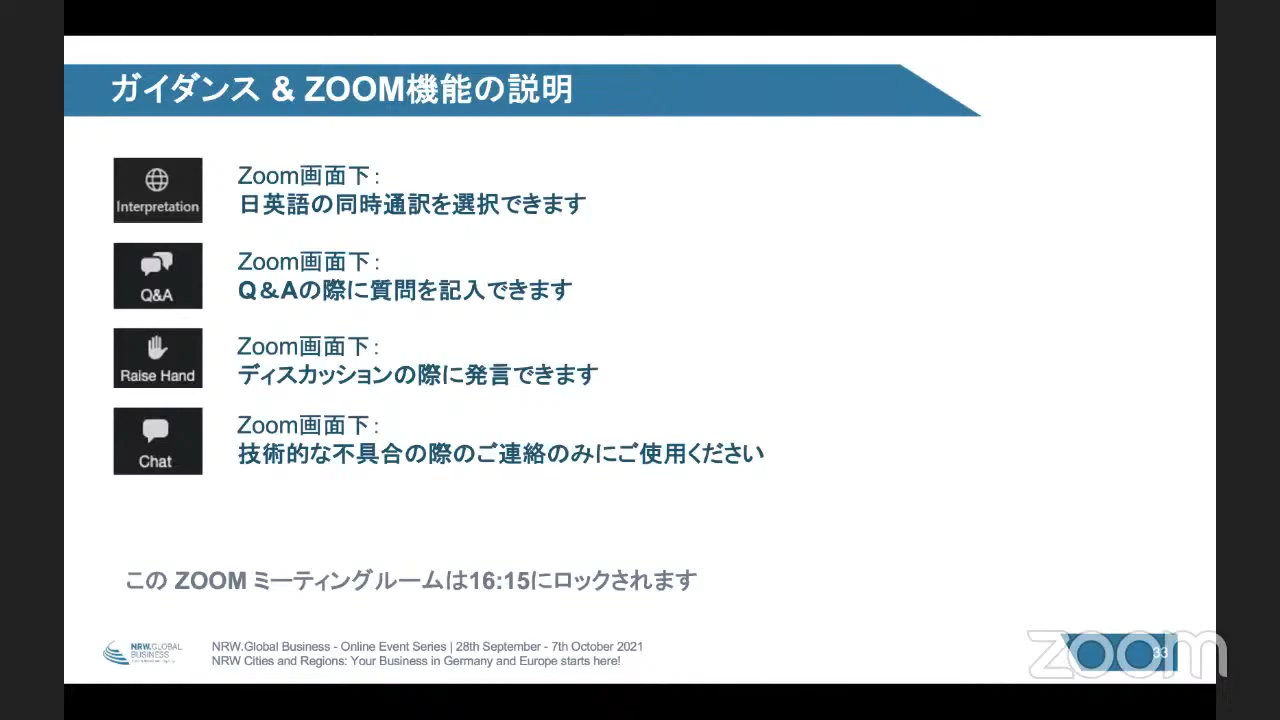 ガイダンス & ZOOM機能の説明
Interpretation
Zoom画面下：
日英語の同時通訳を選択できます
Q&A
Zoom画面下：
Q＆Aの際に質問を記入できます
Raise Hand
Zoom画面下：
ディスカッションの際に発言できます
Chat
Zoom画面下：
技術的な不具合の際のご連絡のみにご使用ください
この ZOOM ミーティングルームは16:15にロックされます
NRW.GLOBAL
BUSINESS
NRW.Global Business - Online Event Series | 28th September - 7th October 2021
NRW Cities and Regions: Your Business in Germany and Europe starts here!
33
zoom